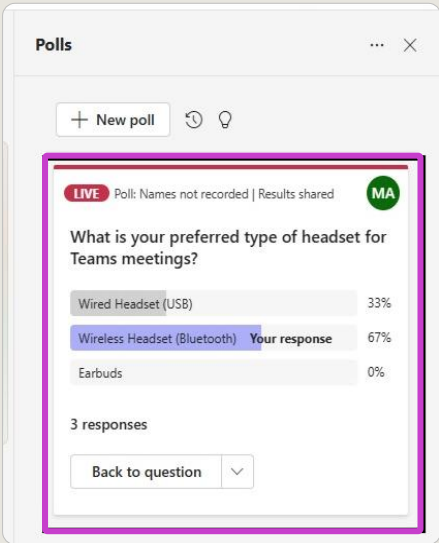 Polls
New poll
LIVE Poll: Names not recorded | Results shared MA
What is your preferred type of headset for
Teams meetings?
Wired Headset (USB) 33%
Wireless Headset (Bluetooth) Your response 67%
Earbuds 0%
3 responses
Back to question